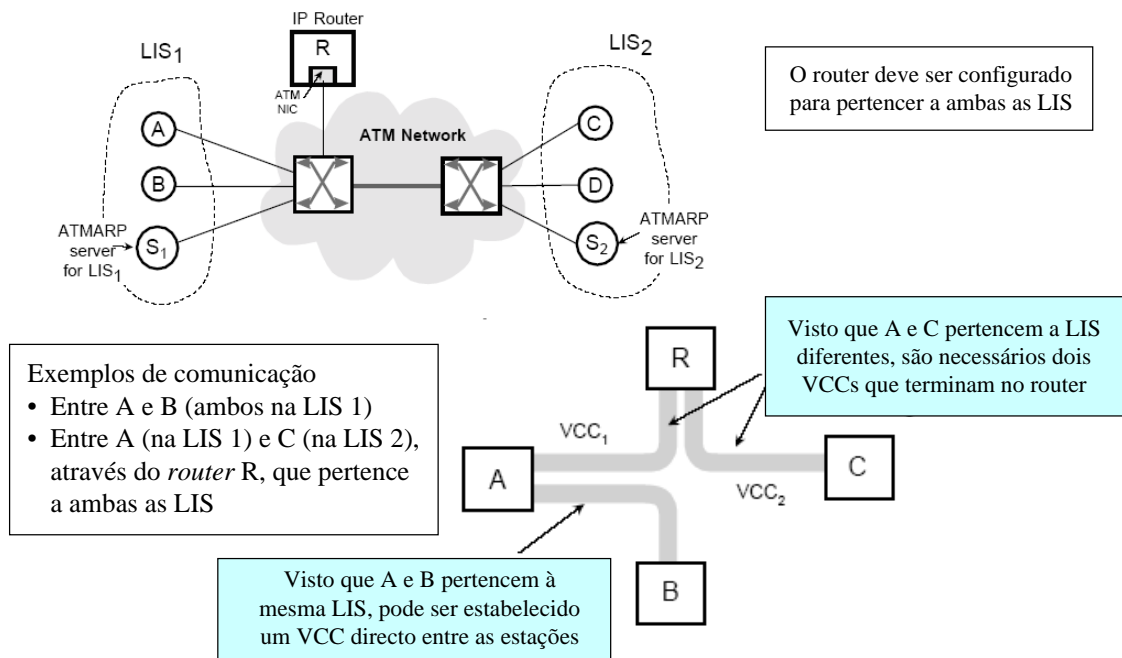 IP Router
R
ATM
NIC
LIS1
LIS2
O router deve ser configurado
para pertencer a ambas as LIS
A
B
S1
ATM Network
C
D
S2
ATMARP
server
for LIS1
ATMARP
server
for LIS2
Exemplos de comunicação
• Entre A e B (ambos na LIS 1)
• Entre A (na LIS 1) e C (na LIS 2),
através do router R, que pertence
a ambas as LIS
Visto que A e C pertencem a LIS
diferentes, são necessários dois
VCCs que terminam no router
R
VCC1
A
VCC2
C
B
Visto que A e B pertencem à
mesma LIS, pode ser estabelecido
um VCC directo entre as estações